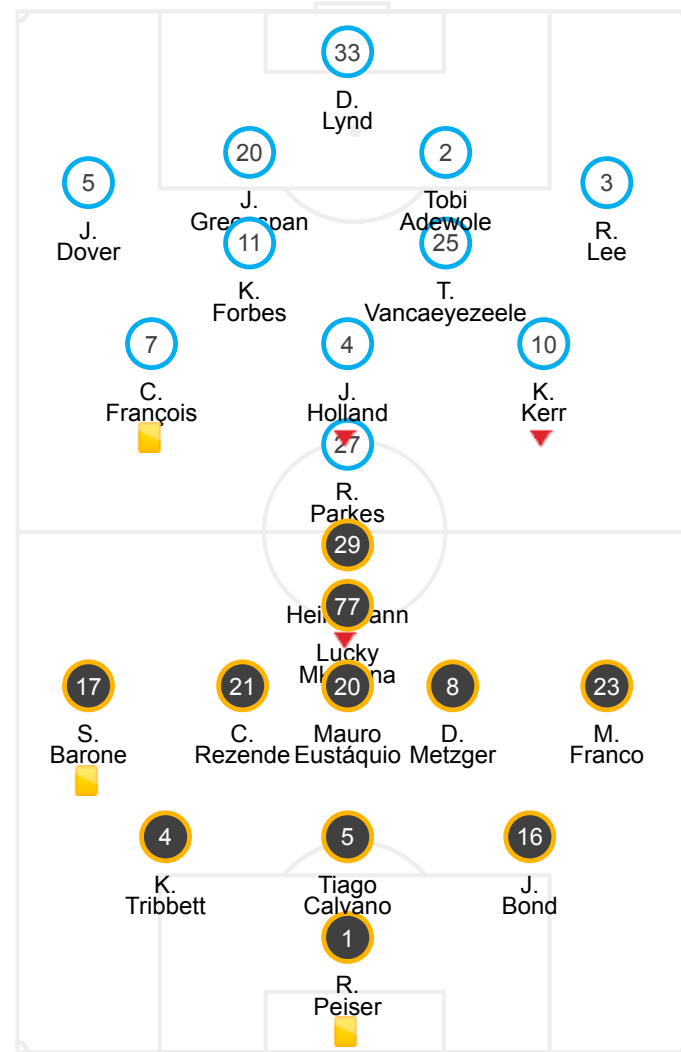 33
D.
Lynd
20
2
5
3
J.
Greenspan
Tobi
Adewole
J.
Dover
R.
Lee
11
25
K.
Forbes
T.
Vancaeyezeele
7
4
10
C.
François
J.
Holland
K.
Kerr
27
R.
Parkes
29
77
Lucky
17
21
20
8
23
S.
Barone
C.
Rezende
Mauro
Eustáquio
D.
Metzger
M.
Franco
4
5
16
K.
Tribbett
Tiago
Calvano
J.
Bond
1
R.
Peiser